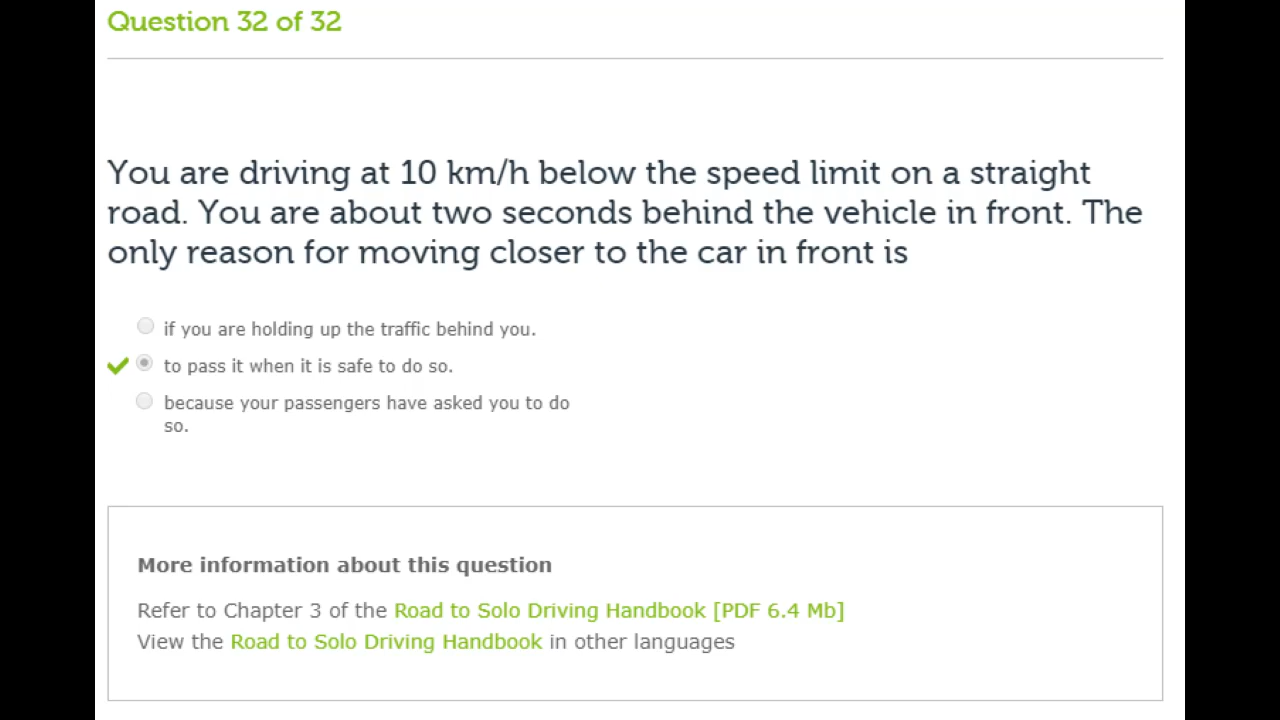 Question 32 of 32
You are driving at 10 km/h below the speed limit on a straight
road. You are about two seconds behind the vehicle in front. The
only reason for moving closer to the car in front is
if you are holding up the traffic behind you.
to pass it when it is safe to do so.
because your passengers have asked you to do
so.
More information about this question
Refer to Chapter 3 of the Road to Solo Driving Handbook [PDF 6.4 Mb]
View the Road to Solo Driving Handbook in other languages